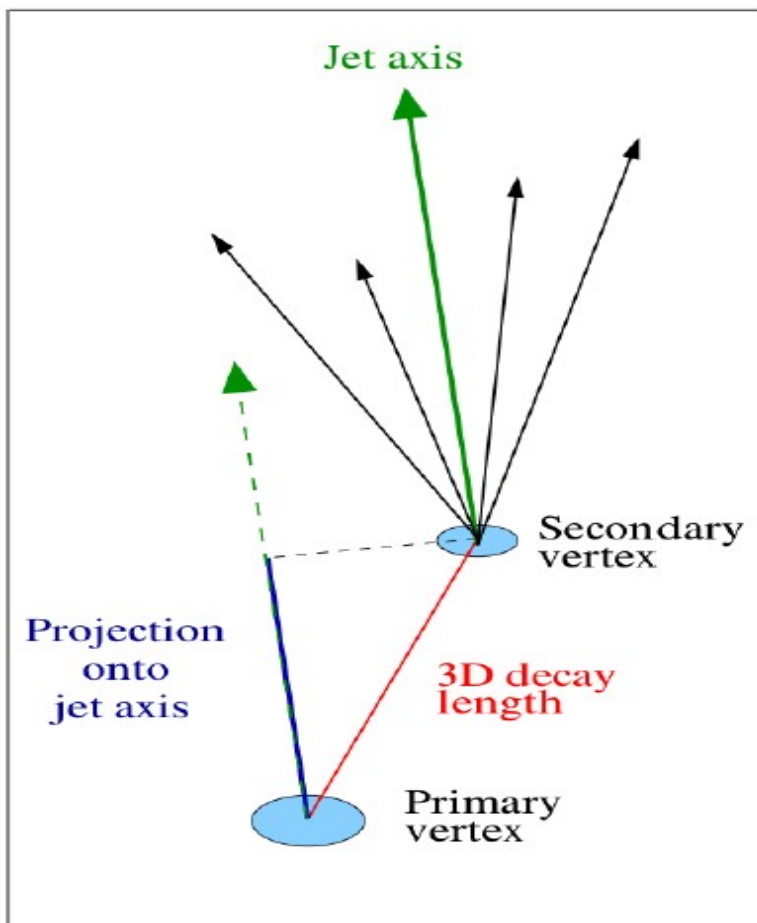 Jet axis
Secondary
vertex
Projection
onto
jet axis
3D decay
length
Primary
vertex